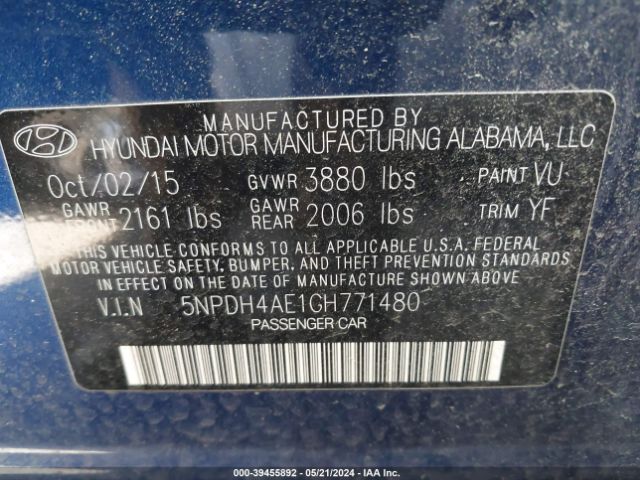 MANUFACTURED BY
HYUNDAI MOTOR MANUFACTURING ALABAMA, LLC
Oct/02/15 GVWR 3880 lbs PAINT VU
GAWR FRONT 2161 lbs GAWR REAR 2006 lbs TRIM YF
THIS VEHICLE CONFORMS TO ALL APPLICABLE U.S.A. FEDERAL
MOTOR VEHICLE SAFETY, BUMPER, AND THEFT PREVENTION STANDARDS
IN EFFECT ON THE DATE OF MANUFACTURE SHOWN ABOVE
V.I.N 5NPDH4AE1GH771480
PASSENGER CAR
000-39455892 - 05/21/2024 - IAA Inc.